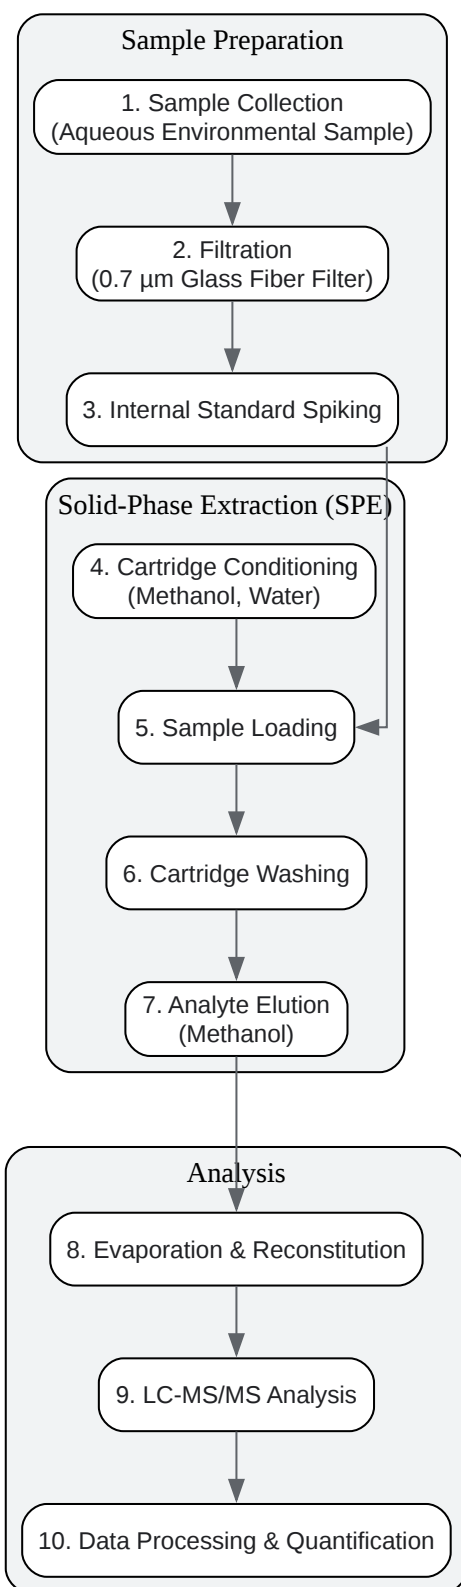 Sample Preparation
1. Sample Collection
(Aqueous Environmental Sample)
2. Filtration
(0.7 µm Glass Fiber Filter)
3. Internal Standard Spiking
Solid-Phase Extraction (SPE)
4. Cartridge Conditioning
(Methanol, Water)
5. Sample Loading
6. Cartridge Washing
7. Analyte Elution
(Methanol)
Analysis
8. Evaporation & Reconstitution
9. LC-MS/MS Analysis
10. Data Processing & Quantification